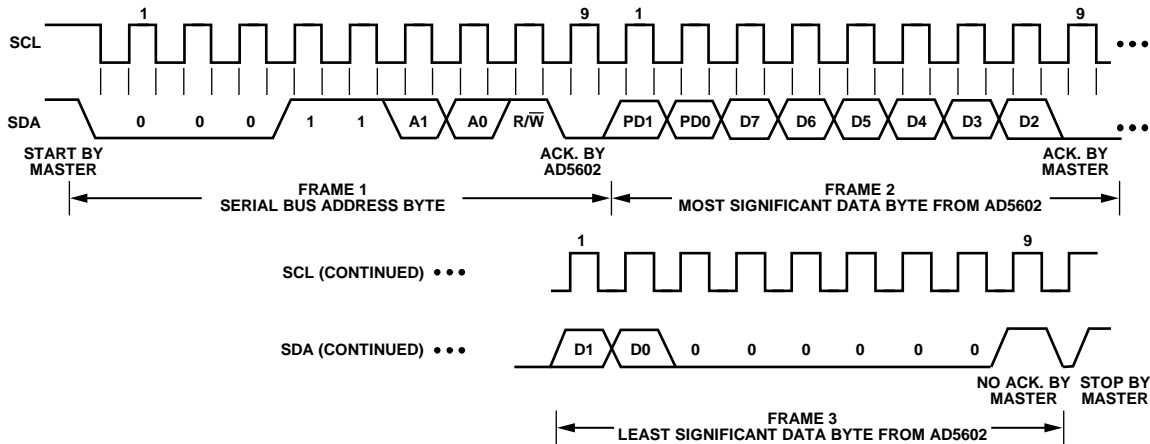 1 9 1 9
SCL
SDA 0 0 0 1 1 A1 A0 R/W̅ PD1 PD0 D7 D6 D5 D4 D3 D2
START BY
MASTER
ACK. BY
AD5602
ACK. BY
MASTER
FRAME 1
SERIAL BUS ADDRESS BYTE
FRAME 2
MOST SIGNIFICANT DATA BYTE FROM AD5602
1 9
SCL (CONTINUED)
SDA (CONTINUED) D1 D0 0 0 0 0 0 0
NO ACK. BY
MASTER
STOP BY
MASTER
FRAME 3
LEAST SIGNIFICANT DATA BYTE FROM AD5602